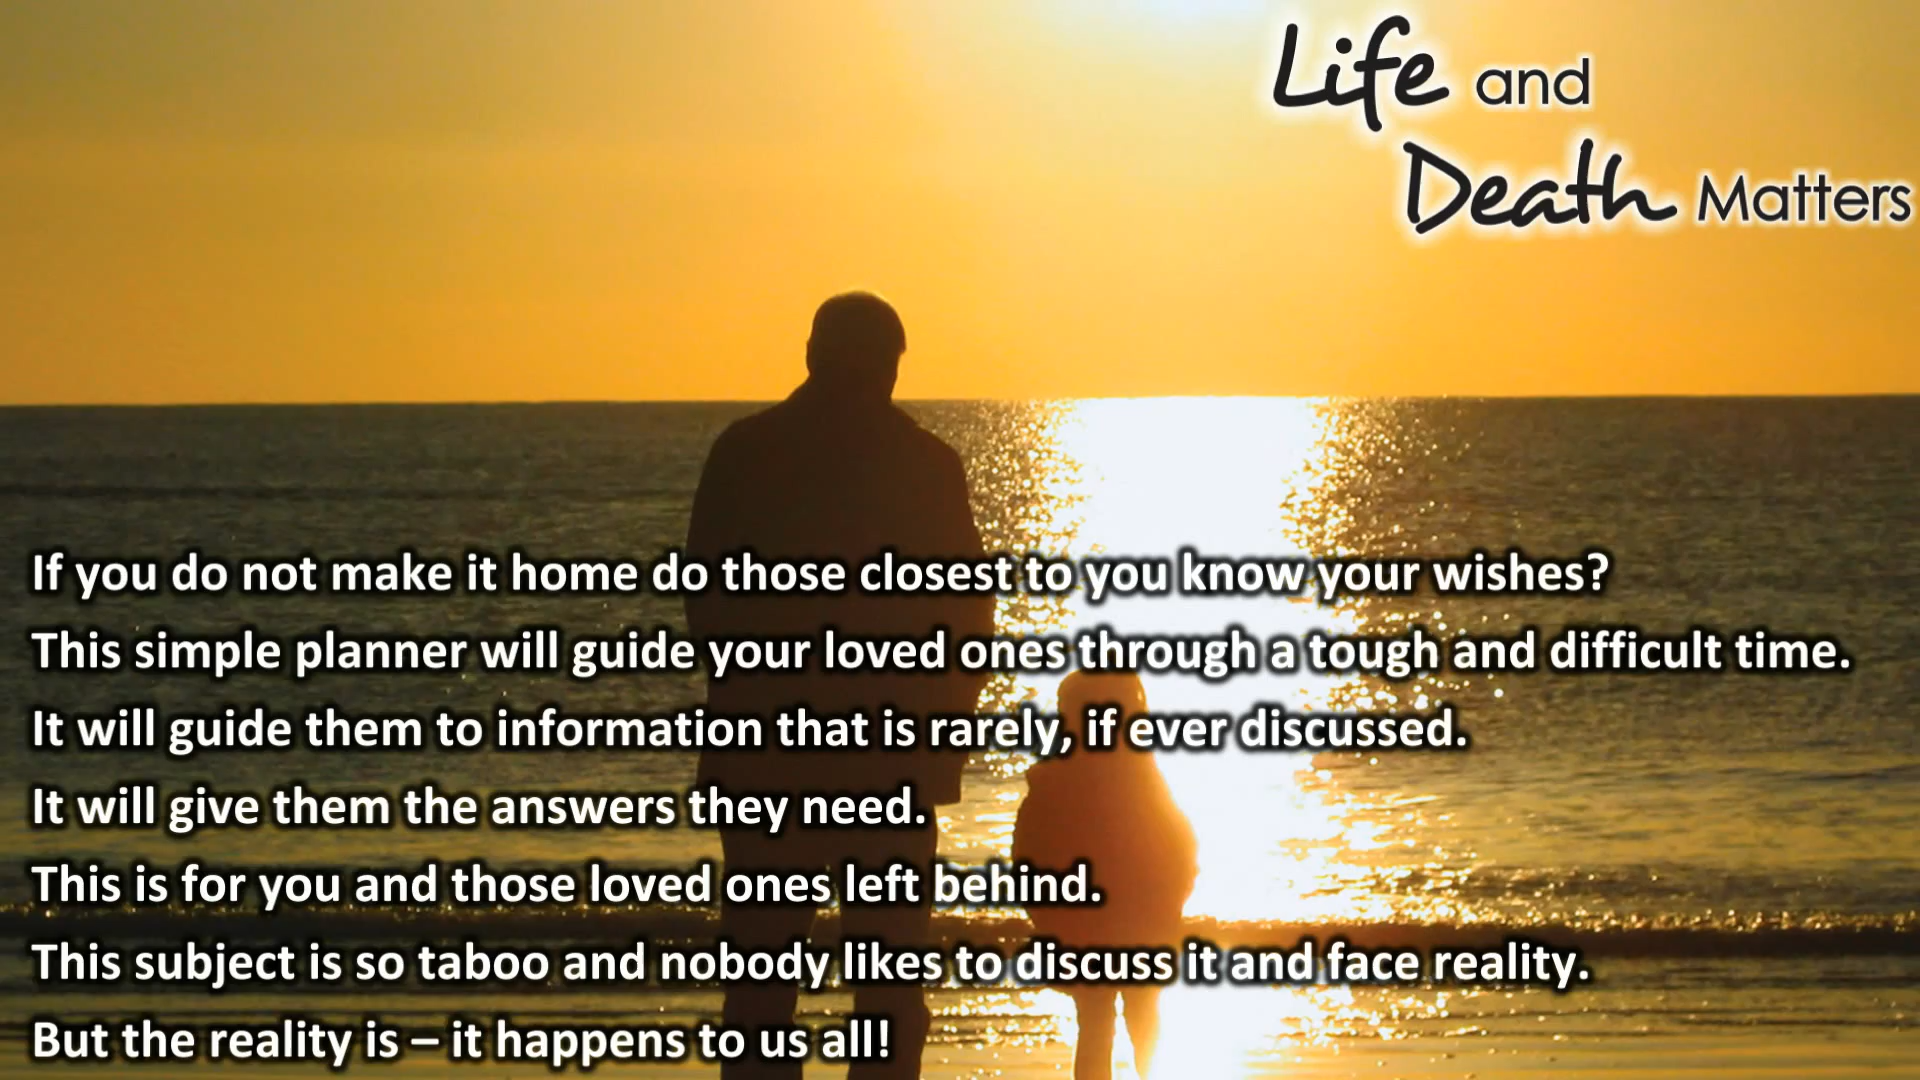 Life and
Death Matters
If you do not make it home do those closest to you know your wishes?
This simple planner will guide your loved ones through a tough and difficult time.
It will guide them to information that is rarely, if ever discussed.
It will give them the answers they need.
This is for you and those loved ones left behind.
This subject is so taboo and nobody likes to discuss it and face reality.
But the reality is – it happens to us all!